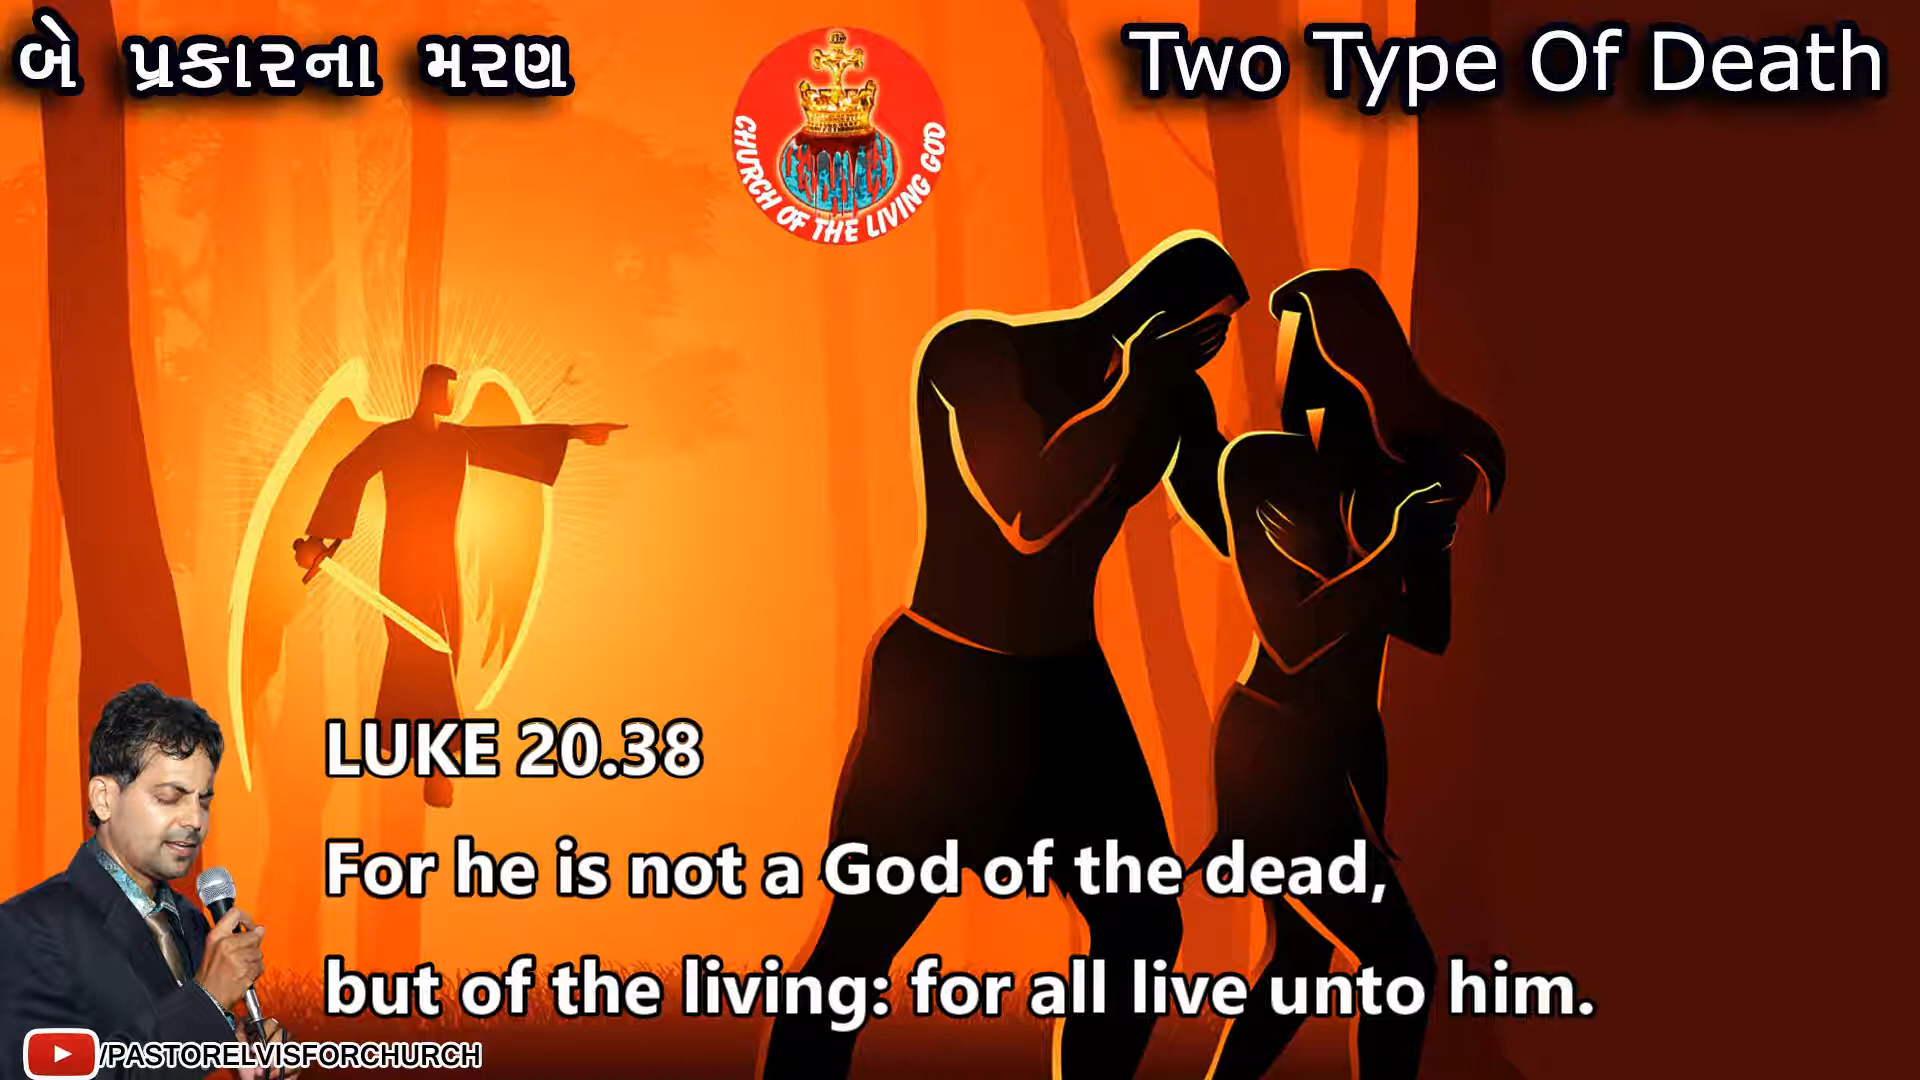 બે પ્રકારના મરણ
Two Type Of Death
CHURCH OF THE LIVING GOD
LUKE 20.38
For he is not a God of the dead,
but of the living: for all live unto him.
/PASTORELVISFORCHURCH